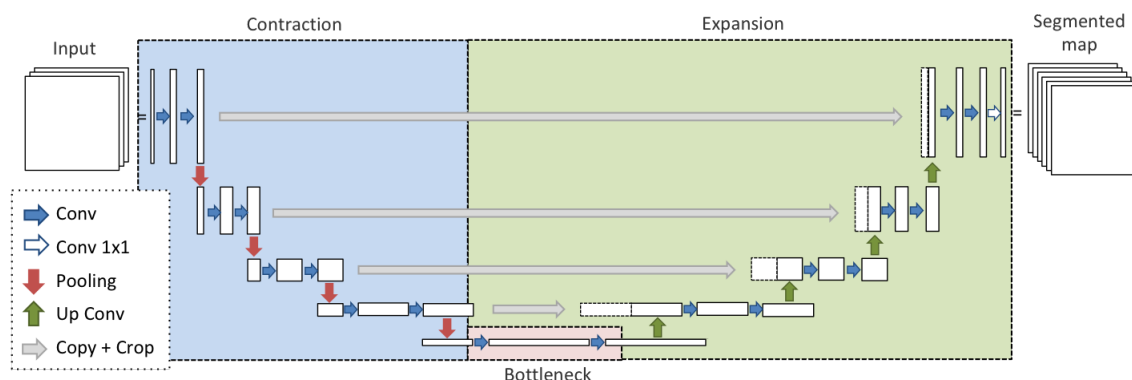 Contraction
Expansion
Input
Segmented
map
=
=
Conv
Conv 1x1
Pooling
Up Conv
Copy + Crop
Bottleneck